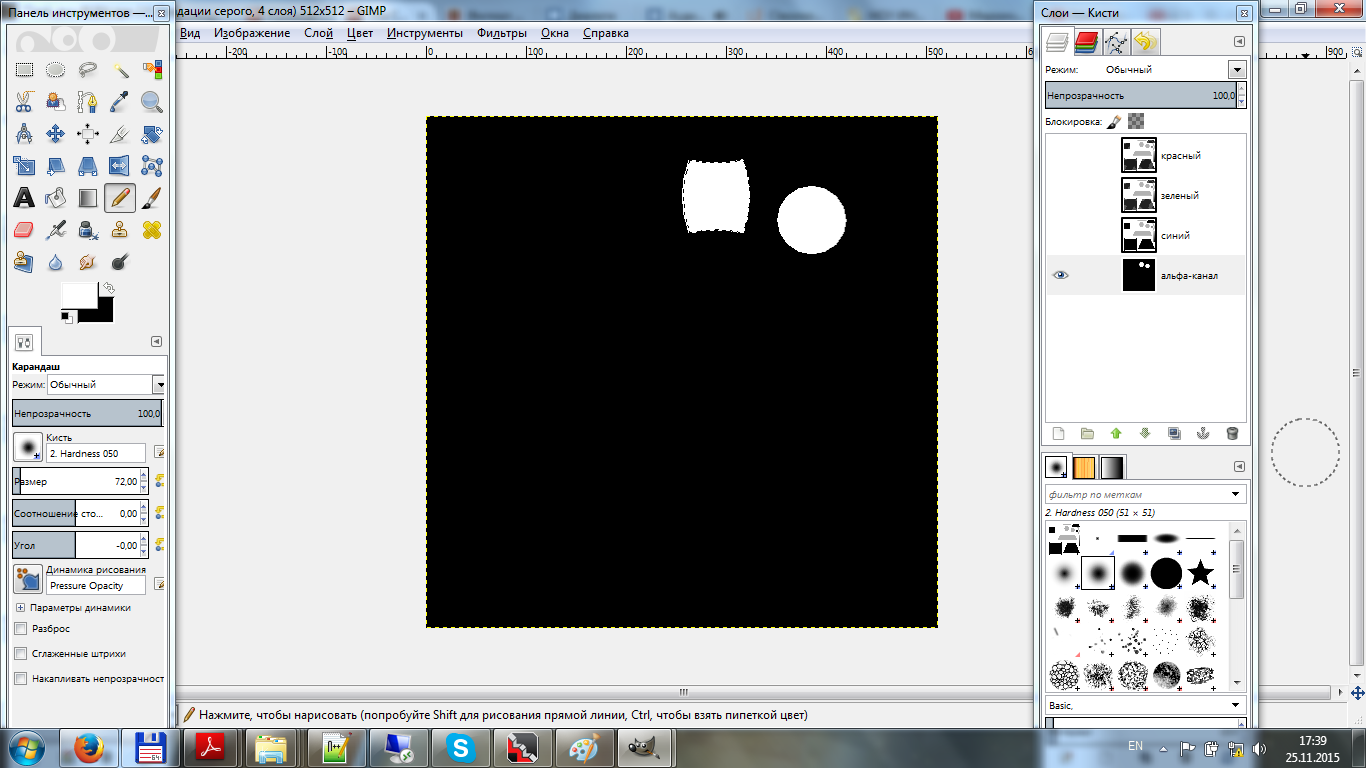 Панель инструментов —...
дации серого, 4 слоя) 512x512 – GIMP
Вид Изображение Слой Цвет Инструменты Фильтры Окна Справка
-200 -100 0 100 200 300 400 500 900
Карандаш
Режим: Обычный
Непрозрачность 100,0
Кисть
2. Hardness 050
Размер 72,00
Соотношение сто... 0,00
Угол -0,00
Динамика рисования
Pressure Opacity
Параметры динамики
Разброс
Сглаженные штрихи
Накапливать непрозрачност
Нажмите, чтобы нарисовать (попробуйте Shift для рисования прямой линии, Ctrl, чтобы взять пипеткой цвет)
Слои — Кисти
Режим: Обычный
Непрозрачность 100,0
Блокировка:
красный
зеленый
синий
альфа-канал
фильтр по меткам
2. Hardness 050 (51 × 51)
Basic,
64
EN
17:39
25.11.2015